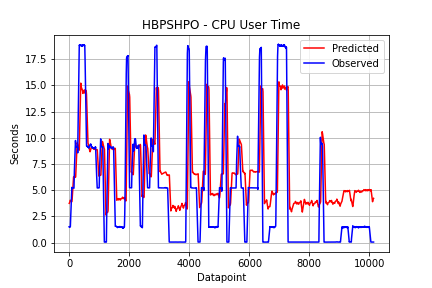 HBPSHPO - CPU User Time
Predicted
Observed
Seconds
17.5
15.0
12.5
10.0
7.5
5.0
2.5
0.0
0 2000 4000 6000 8000 10000
Datapoint